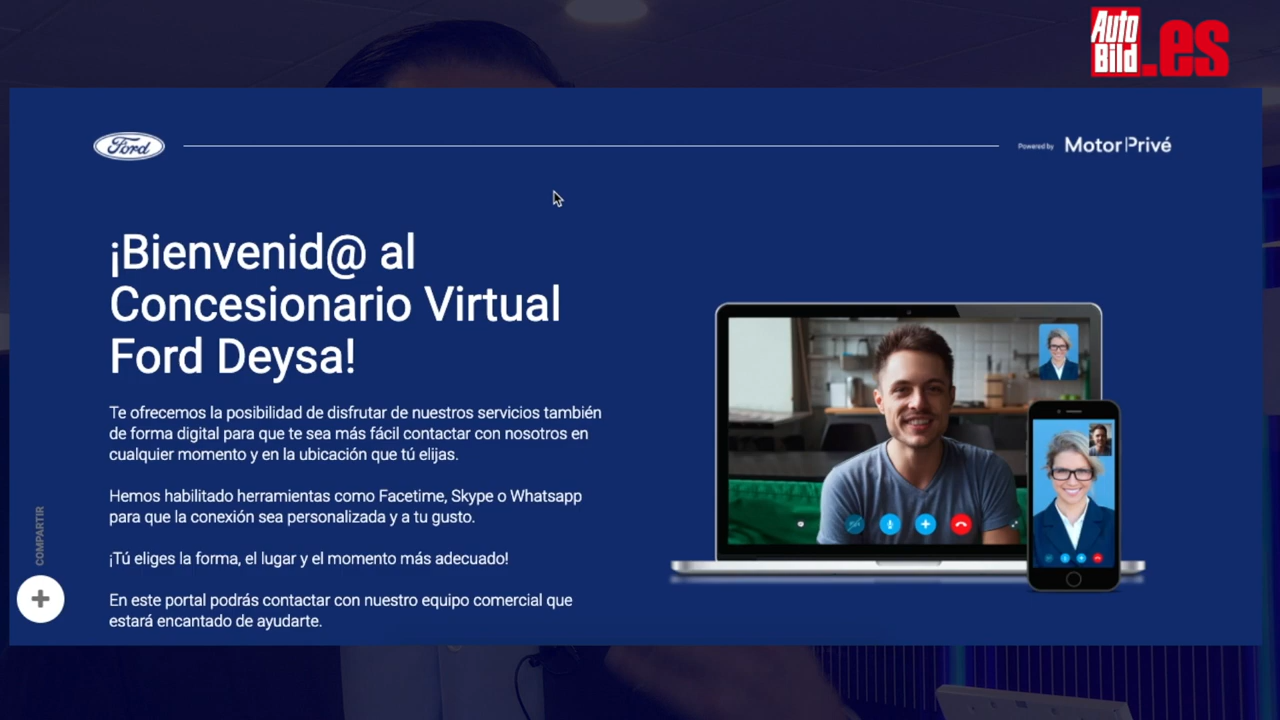 Auto
Bild
.es
Ford
Powered by MotorPrivé
¡Bienvenid@ al
Concesionario Virtual
Ford Deysa!
Te ofrecemos la posibilidad de disfrutar de nuestros servicios también
de forma digital para que te sea más fácil contactar con nosotros en
cualquier momento y en la ubicación que tú elijas.
Hemos habilitado herramientas como Facetime, Skype o Whatsapp
para que la conexión sea personalizada y a tu gusto.
¡Tú eliges la forma, el lugar y el momento más adecuado!
En este portal podrás contactar con nuestro equipo comercial que
estará encantado de ayudarte.
COMPARTIR